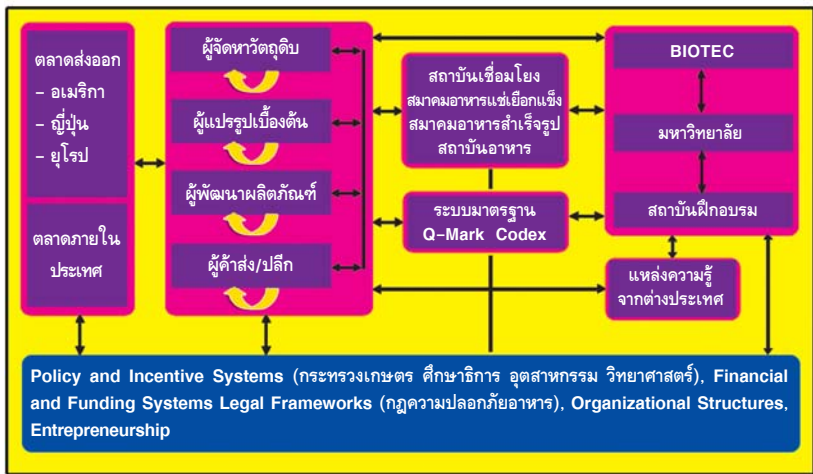 ตลาดส่งออก
– อเมริกา
– ญี่ปุ่น
– ยุโรป
ตลาดภายใน
ประเทศ
ผู้จัดหาวัตถุดิบ
ผู้แปรรูปเบื้องต้น
ผู้พัฒนาผลิตภัณฑ์
ผู้ค้าส่ง/ปลีก
สถาบันเชื่อมโยง
สมาคมอาหารแช่เยือกแข็ง
สมาคมอาหารสำเร็จรูป
สถาบันอาหาร
ระบบมาตรฐาน
Q–Mark Codex
BIOTEC
มหาวิทยาลัย
สถาบันฝึกอบรม
แหล่งความรู้
จากต่างประเทศ
Policy and Incentive Systems (กระทรวงเกษตร ศึกษาธิการ อุตสาหกรรม วิทยาศาสตร์), Financial
and Funding Systems Legal Frameworks (กฎความปลอกภัยอาหาร), Organizational Structures,
Entrepreneurship